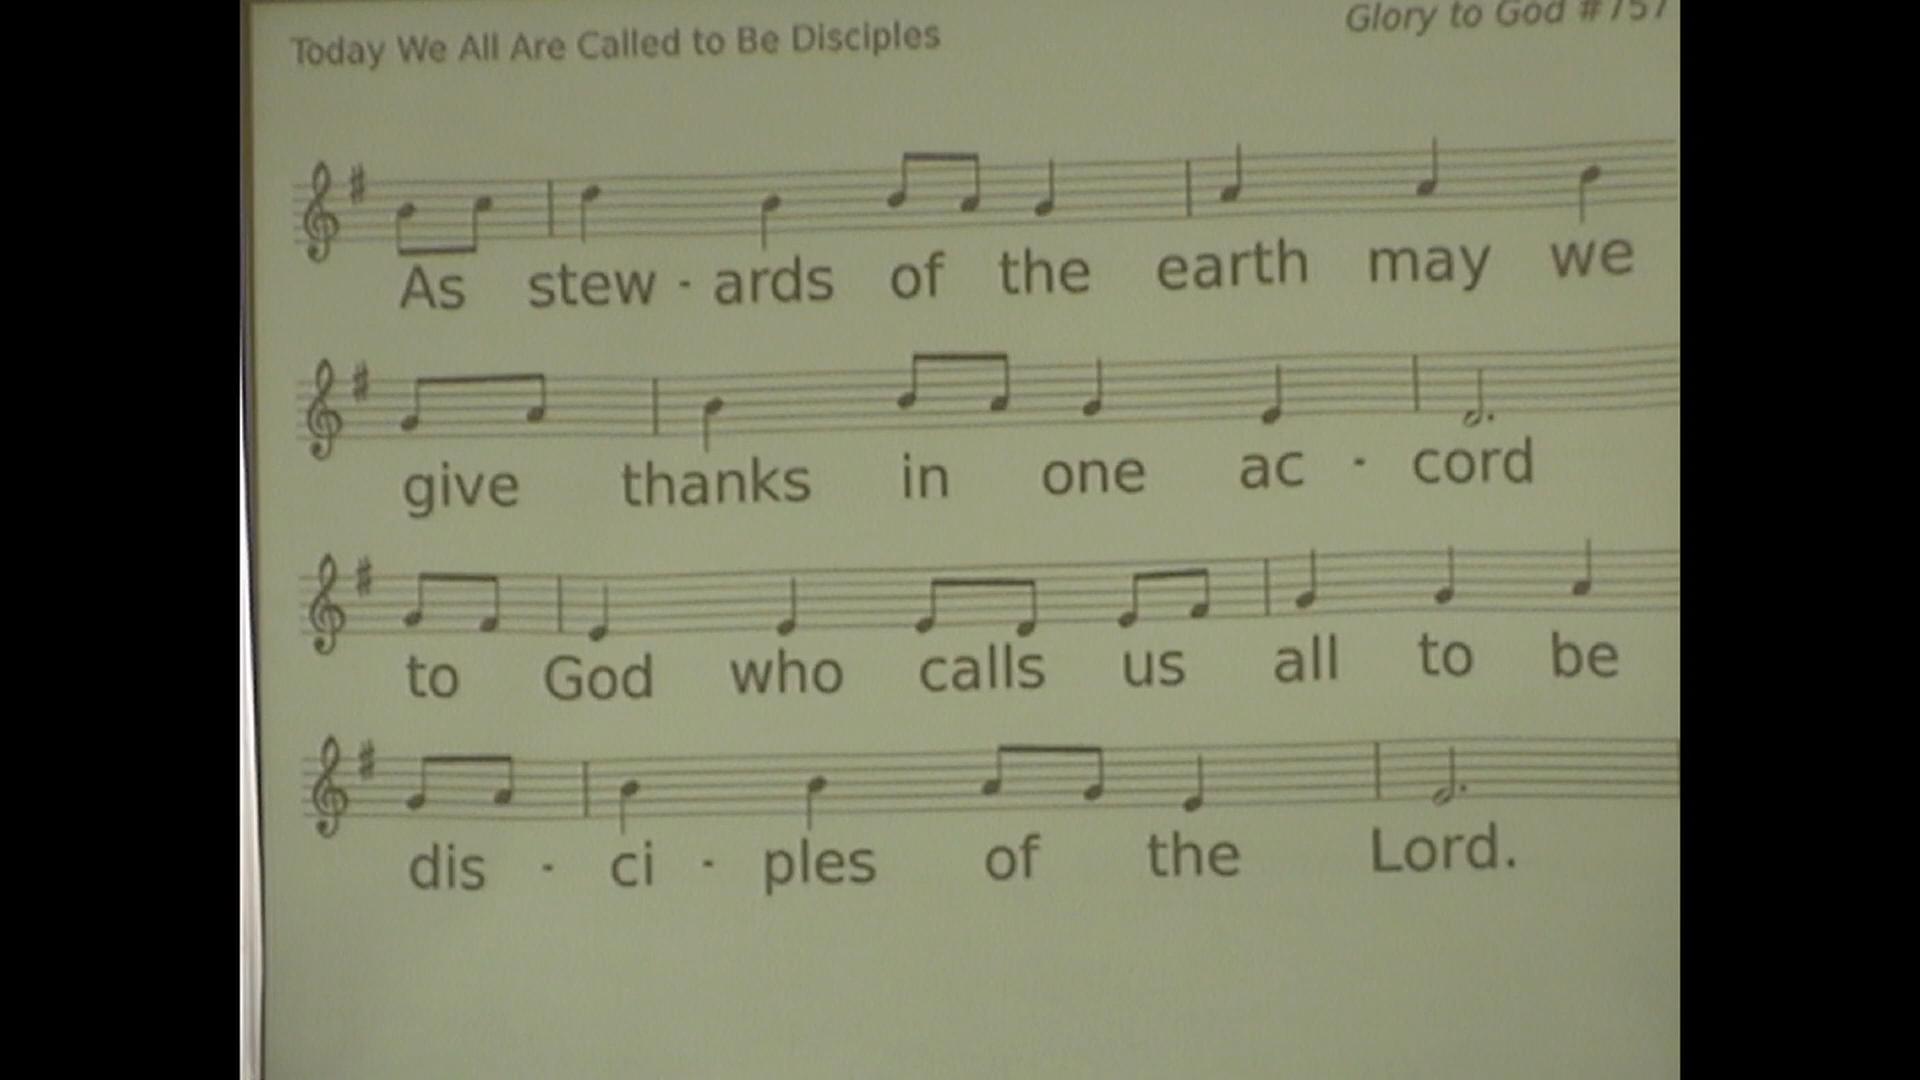 Glory to God #757
Today We All Are Called to Be Disciples
As stew - ards of the earth may we
give thanks in one ac - cord
to God who calls us all to be
dis - ci - ples of the Lord.